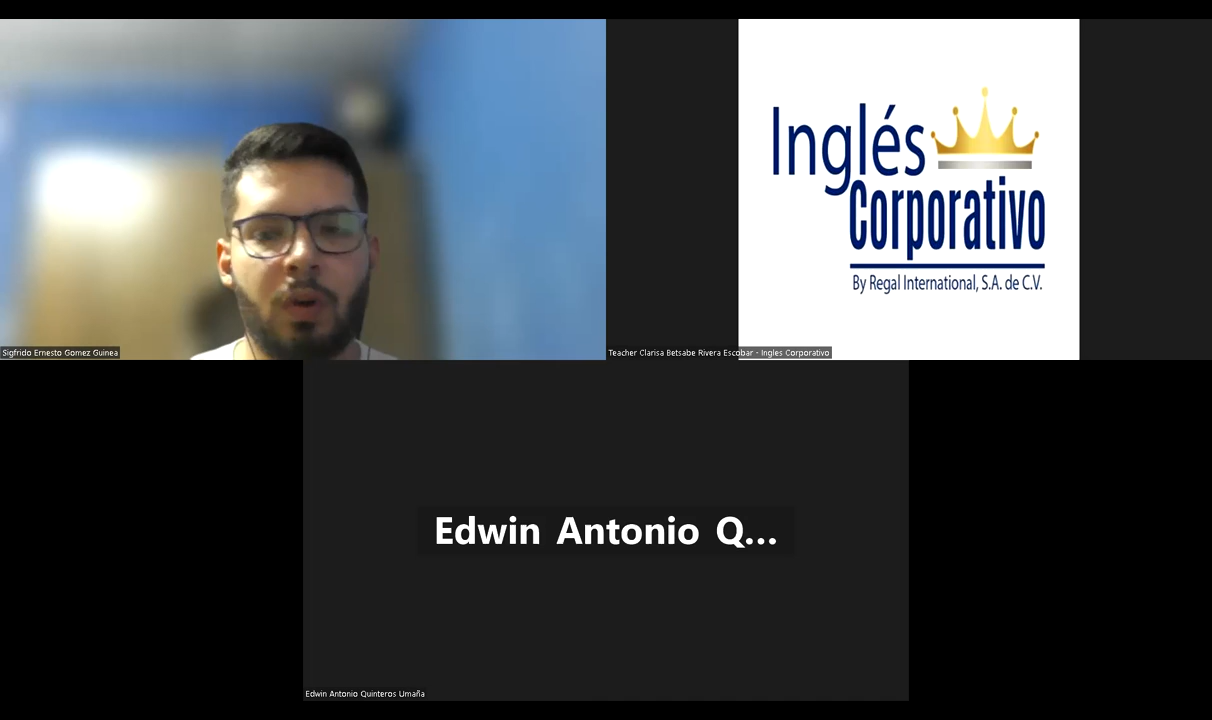 Inglés
Corporativo
By Regal International, S.A. de C.V.
Sigfrido Ernesto Gomez Guinea
Teacher Clarisa Betsabe Rivera Escobar - Ingles Corporativo
Edwin Antonio Q...
Edwin Antonio Quinteros Umaña